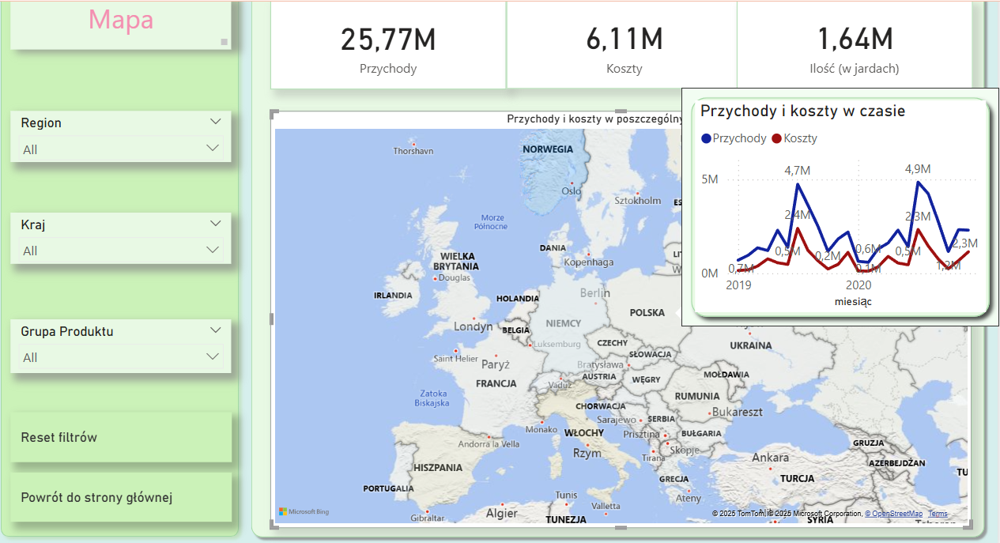 Mapa
Region
All
Kraj
All
Grupa Produktu
All
Reset filtrów
Powrót do strony głównej
25,77M
Przychody
6,11M
Koszty
1,64M
Ilość (w jardach)
Przychody i koszty w poszczególny
Przychody i koszty w czasie
Przychody Koszty
5M
0M
4,7M
4,9M
2,4M
2,3M
0,5M
0,2M
0,6M
0,5M
2,3M
0,7M
0,1M
2019
2020
miesiąc
Thorshavn
NORWEGIA
Oslo
Sztokholm
ES
Morze
Północne
DANIA
Kopenhaga
LIT
W
WIELKA
BRYTANIA
Douglas
IRLANDIA
HOLANDIA
Berlin
POLSKA
Londyn
BELGIA
NIEMCY
Luksemburg
CZECHY
UKRAINA
Saint Helier
Paryż
SŁOWACJA
Bratysława
AUSTRIA
WĘGRY
MOŁDAWIA
FRANCJA
Vaduz
RUMUNIA
Zatoka
Biskajska
CHORWACJA
Bukareszt
Sarajewo
SERBIA
Monako
WŁOCHY
Prisztina
BUŁGARIA
Andorra la Vella
Rzym
Skopje
Tirana
GRUZJA
HISZPANIA
Ankara
AZERBEJDŻAN
TURCJA
TU
PORTUGALIA
GRECJA
Ateny
Tunis
Valletta
Gibraltar
Algier
TUNEZJA
SYRIA
Teheran
Microsoft Bing
© 2025 TomTom, © 2025 Microsoft Corporation, © OpenStreetMap Terms